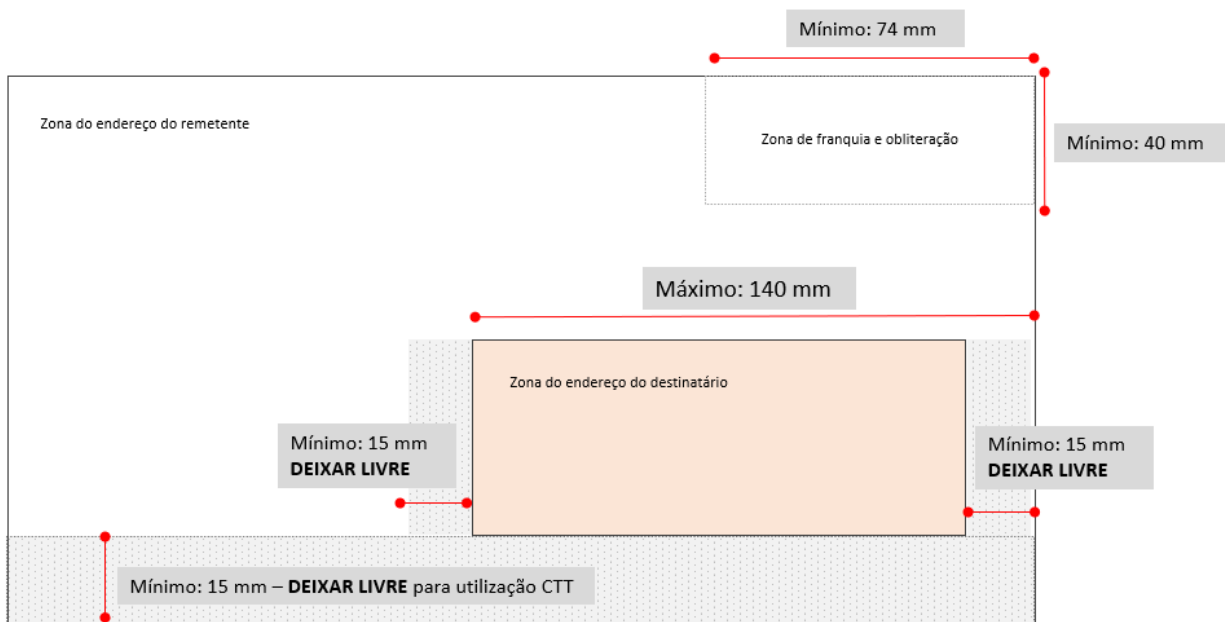 Mínimo: 74 mm
Zona do endereço do remetente
Zona de franquia e obliteração
Mínimo: 40 mm
Máximo: 140 mm
Zona do endereço do destinatário
Mínimo: 15 mm
DEIXAR LIVRE
Mínimo: 15 mm
DEIXAR LIVRE
Mínimo: 15 mm – DEIXAR LIVRE para utilização CTT